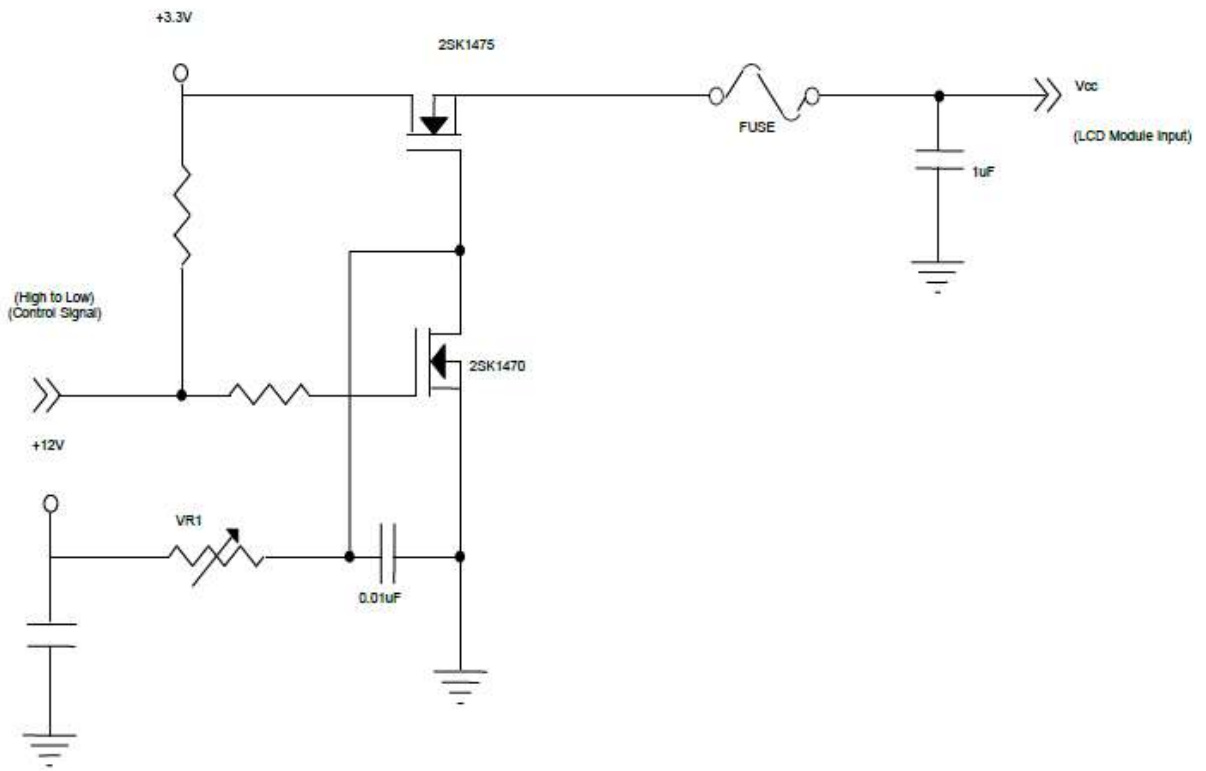 +3.3V
2SK1475
Vcc
FUSE
(LCD Module Input)
1uF
(High to Low)
(Control Signal)
2SK1470
+12V
VR1
0.01uF